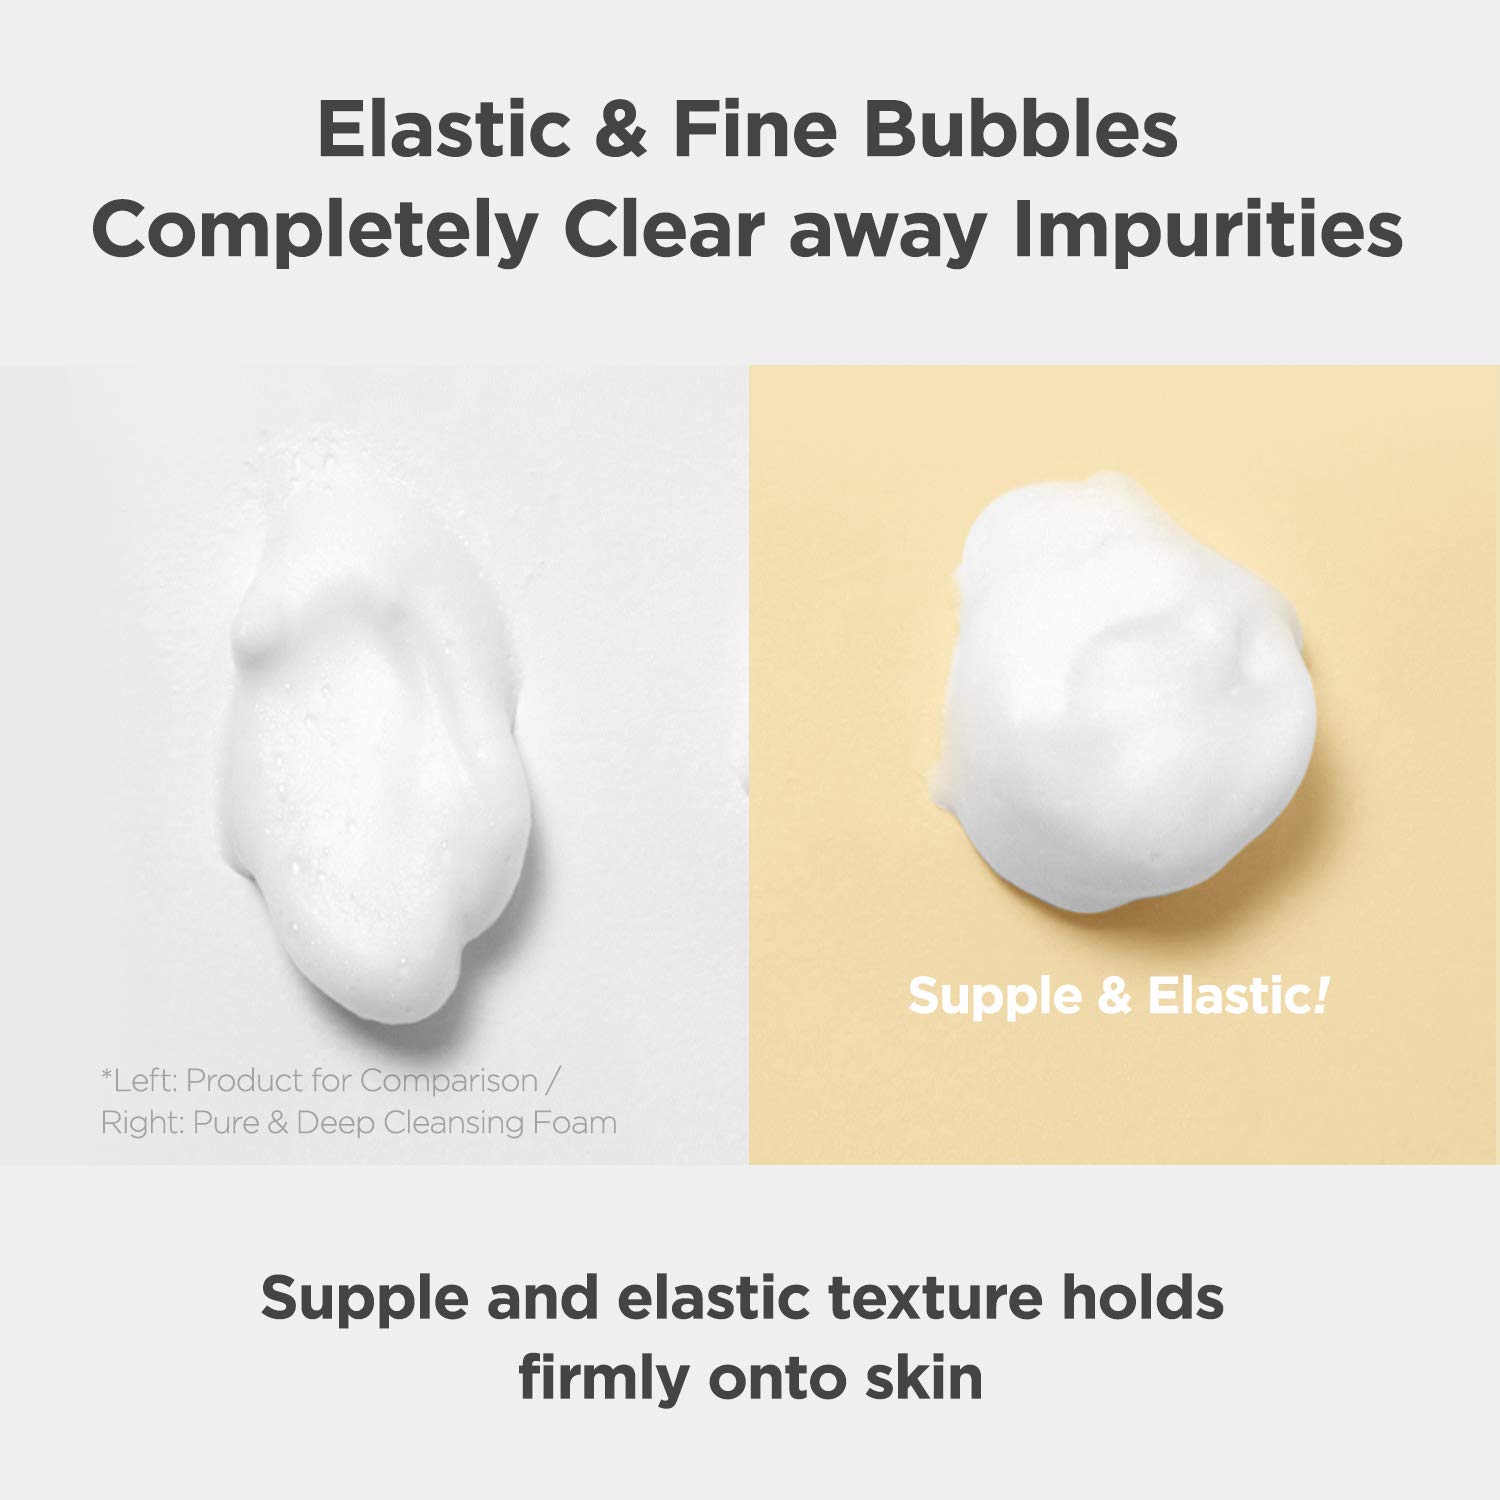 Elastic & Fine Bubbles
Completely Clear away Impurities
Supple & Elastic!
*Left: Product for Comparison /
Right: Pure & Deep Cleansing Foam
Supple and elastic texture holds
firmly onto skin